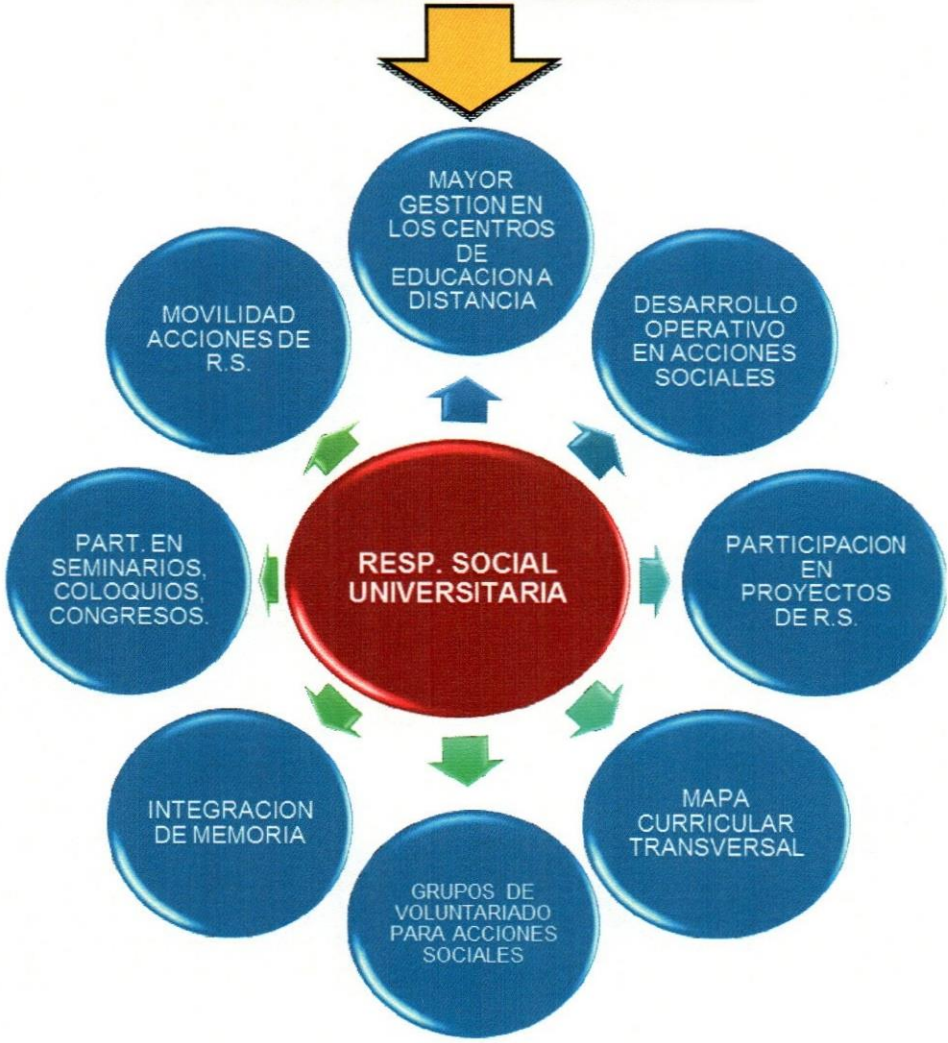 MAYOR
GESTION EN
LOS CENTROS
DE
EDUCACION A
DISTANCIA
DESARROLLO
OPERATIVO
EN ACCIONES
SOCIALES
PARTICIPACION
EN
PROYECTOS
DE R.S.
MAPA
CURRICULAR
TRANSVERSAL
GRUPOS DE
VOLUNTARIADO
PARA ACCIONES
SOCIALES
INTEGRACION
DE MEMORIA
PART. EN
SEMINARIOS,
COLOQUIOS,
CONGRESOS.
MOVILIDAD
ACCIONES DE
R.S.
RESP. SOCIAL
UNIVERSITARIA